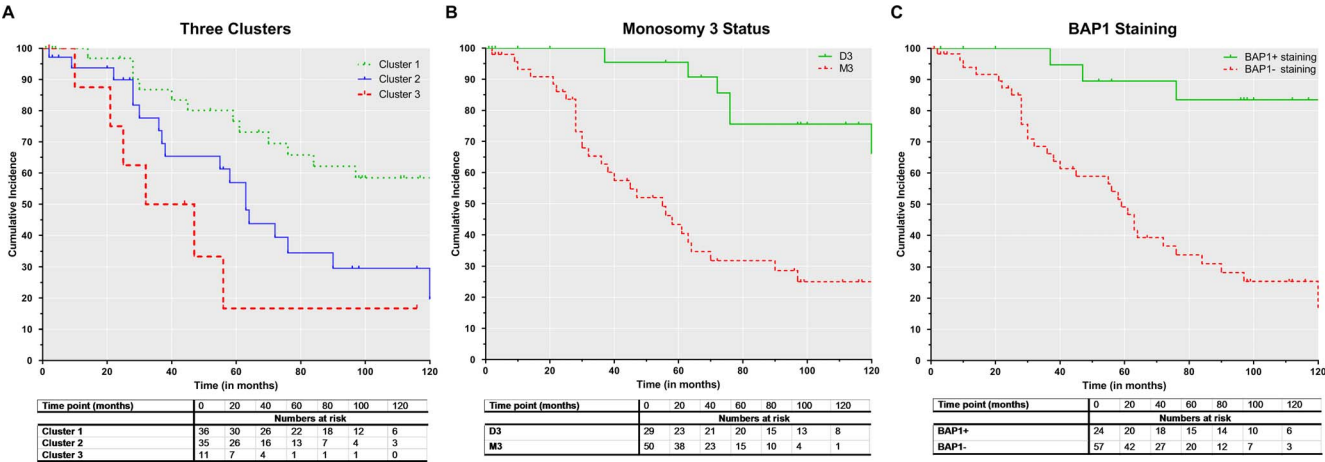 A
Three Clusters
Cumulative Incidence
100
90
80
70
60
50
40
30
20
10
0
Cluster 1
Cluster 2
Cluster 3
0 20 40 60 80 100 120
Time (in months)
Time point (months) 0 20 40 60 80 100 120
Numbers at risk
Cluster 1 36 30 26 22 18 12 6
Cluster 2 35 26 16 13 7 4 3
Cluster 3 11 7 4 1 1 1 0
B
Monosomy 3 Status
Cumulative Incidence
100
90
80
70
60
50
40
30
20
10
0
D3
M3
0 20 40 60 80 100 120
Time (in months)
Time point (months) 0 20 40 60 80 100 120
Numbers at risk
D3 29 23 21 20 15 13 8
M3 50 38 23 15 10 4 1
C
BAP1 Staining
Cumulative Incidence
100
90
80
70
60
50
40
30
20
10
0
BAP1+ staining
BAP1- staining
0 20 40 60 80 100 120
Time (in months)
Time point (months) 0 20 40 60 80 100 120
Numbers at risk
BAP1+ 24 20 18 15 14 10 6
BAP1- 57 42 27 20 12 7 3